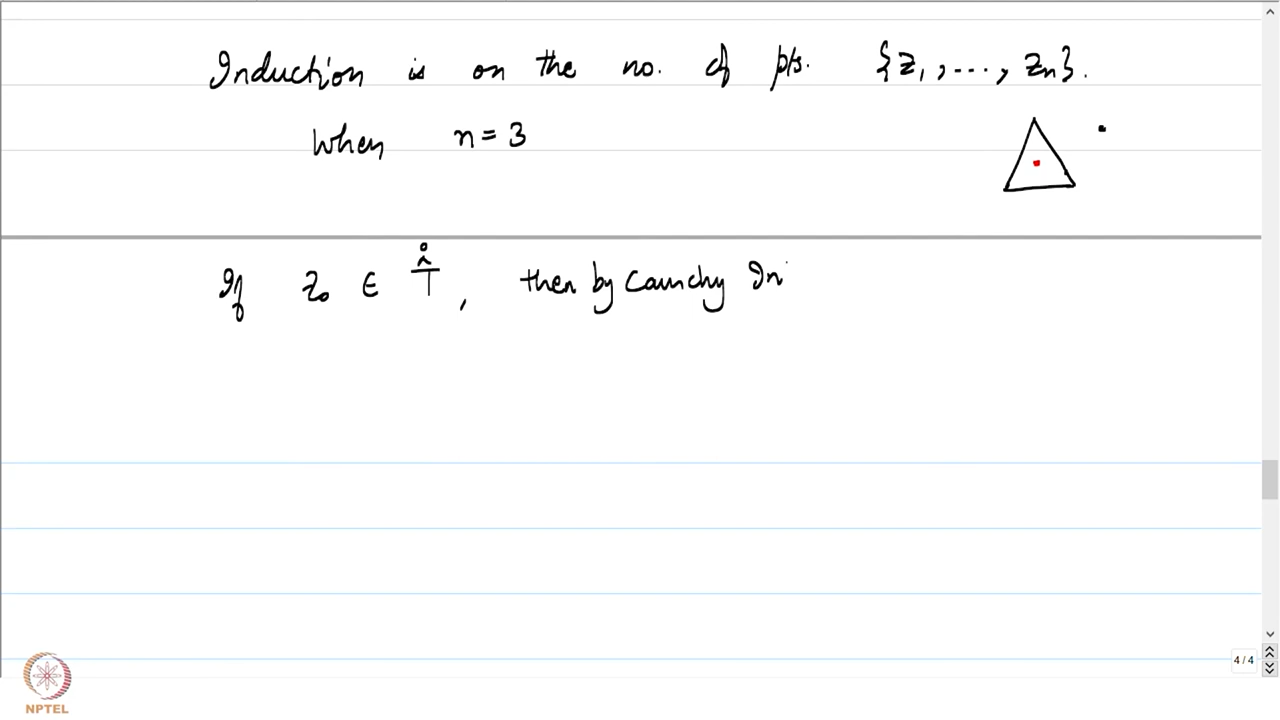 Induction is on the no. of pts. {z₁, ..., zₙ}.
When n = 3
If z₀ ∈ T̂̊, then by Caunchy In
4 / 4
NPTEL